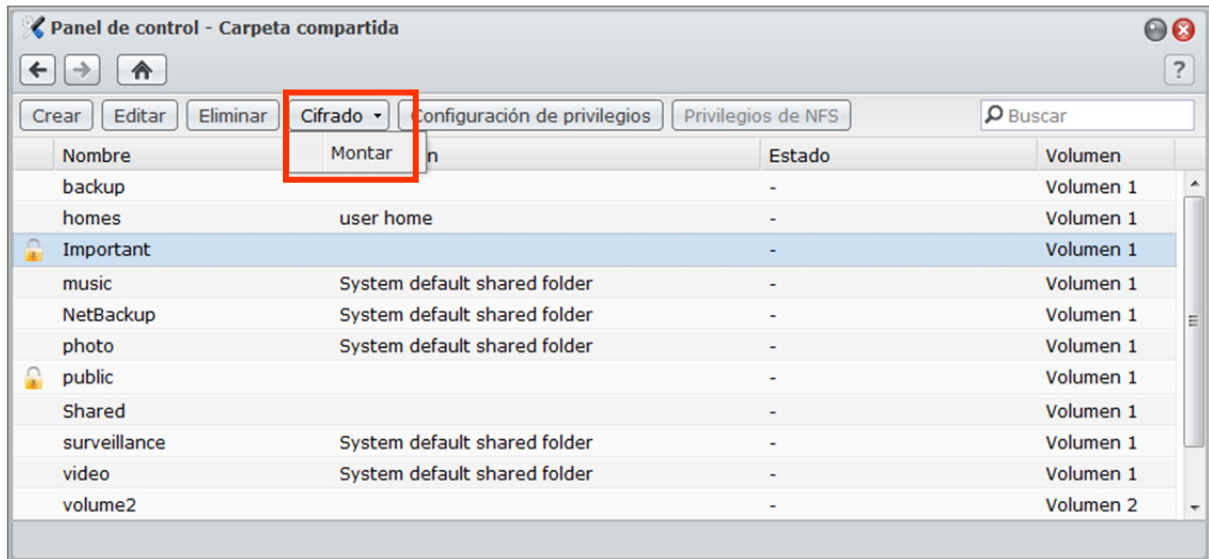 Panel de control - Carpeta compartida
?
Crear Editar Eliminar Cifrado Configuración de privilegios Privilegios de NFS Buscar
Nombre Montar n Estado Volumen
backup - Volumen 1
homes user home - Volumen 1
Important - Volumen 1
music System default shared folder - Volumen 1
NetBackup System default shared folder - Volumen 1
photo System default shared folder - Volumen 1
public - Volumen 1
Shared - Volumen 1
surveillance System default shared folder - Volumen 1
video System default shared folder - Volumen 1
volume2 - Volumen 2